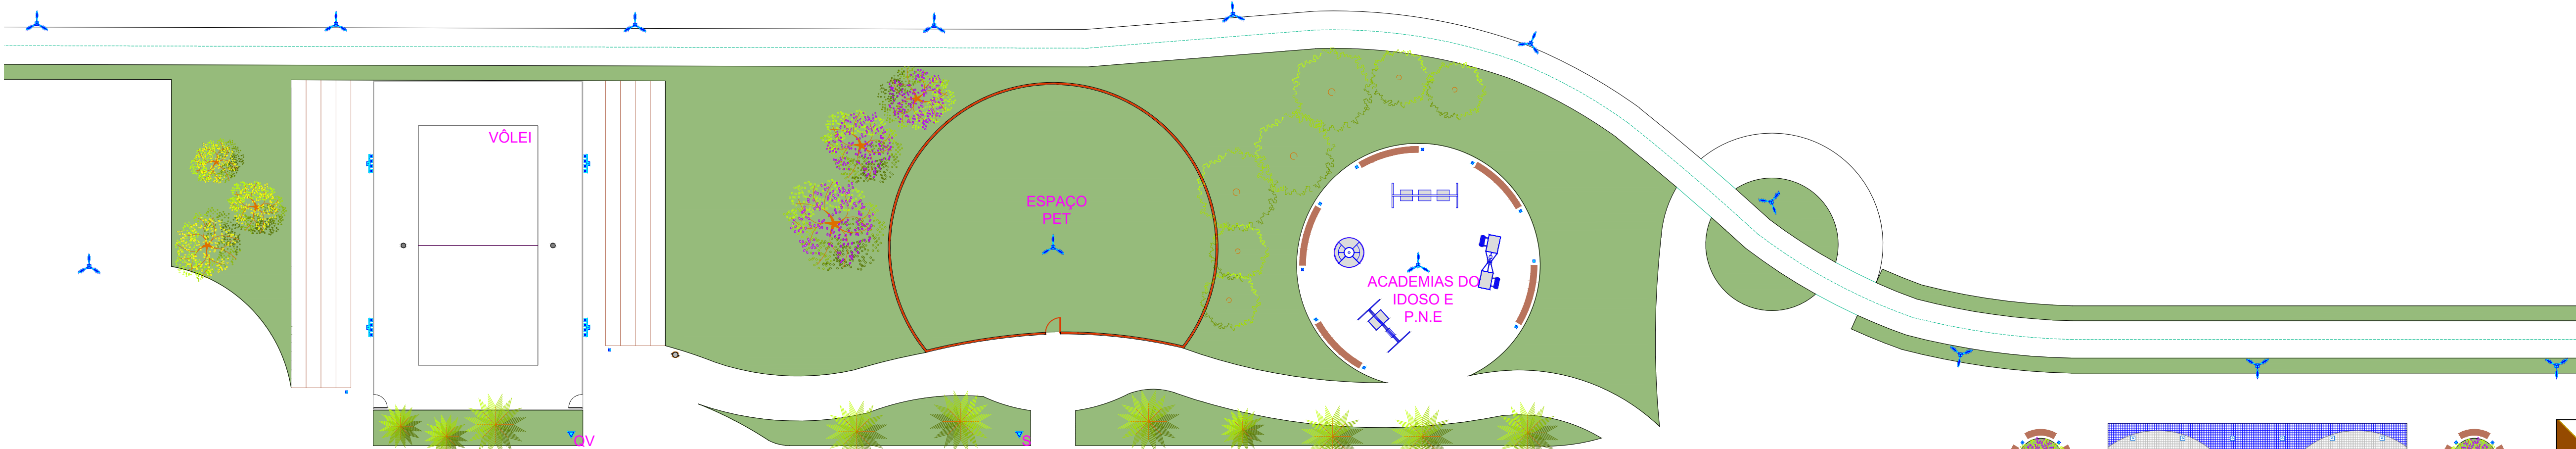 VÔLEI
ESPAÇO
PET
ACADEMIAS DO
IDOSO E
P.N.E
QV
S